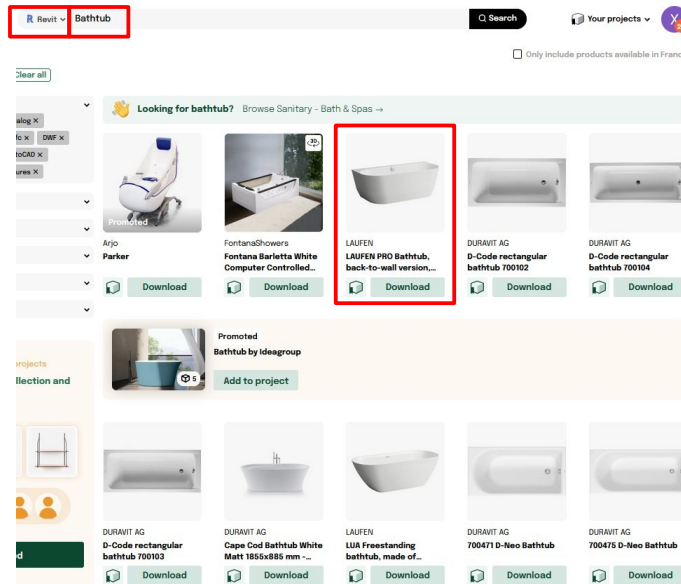 Revit
Bathtub
Search
Your projects
X
Only include products available in Franc
Clear all
alog ×
fc × DWF ×
toCAD ×
ures ×
Looking for bathtub? Browse Sanitary - Bath & Spas →
3D
Promoted
Arjo
Parker
Download
FontanaShowers
Fontana Barletta White
Computer Controlled...
Download
LAUFEN
LAUFEN PRO Bathtub,
back-to-wall version,...
Download
DURAVIT AG
D-Code rectangular
bathtub 700102
Download
DURAVIT AG
D-Code rectangular
bathtub 700104
Download
projects
llection and
d
5
Promoted
Bathtub by Ideagroup
Add to project
DURAVIT AG
D-Code rectangular
bathtub 700103
Download
DURAVIT AG
Cape Cod Bathtub White
Matt 1855x885 mm -...
Download
LAUFEN
LUA Freestanding
bathtub, made of...
Download
DURAVIT AG
700471 D-Neo Bathtub
Download
DURAVIT AG
700475 D-Neo Bathtub
Download